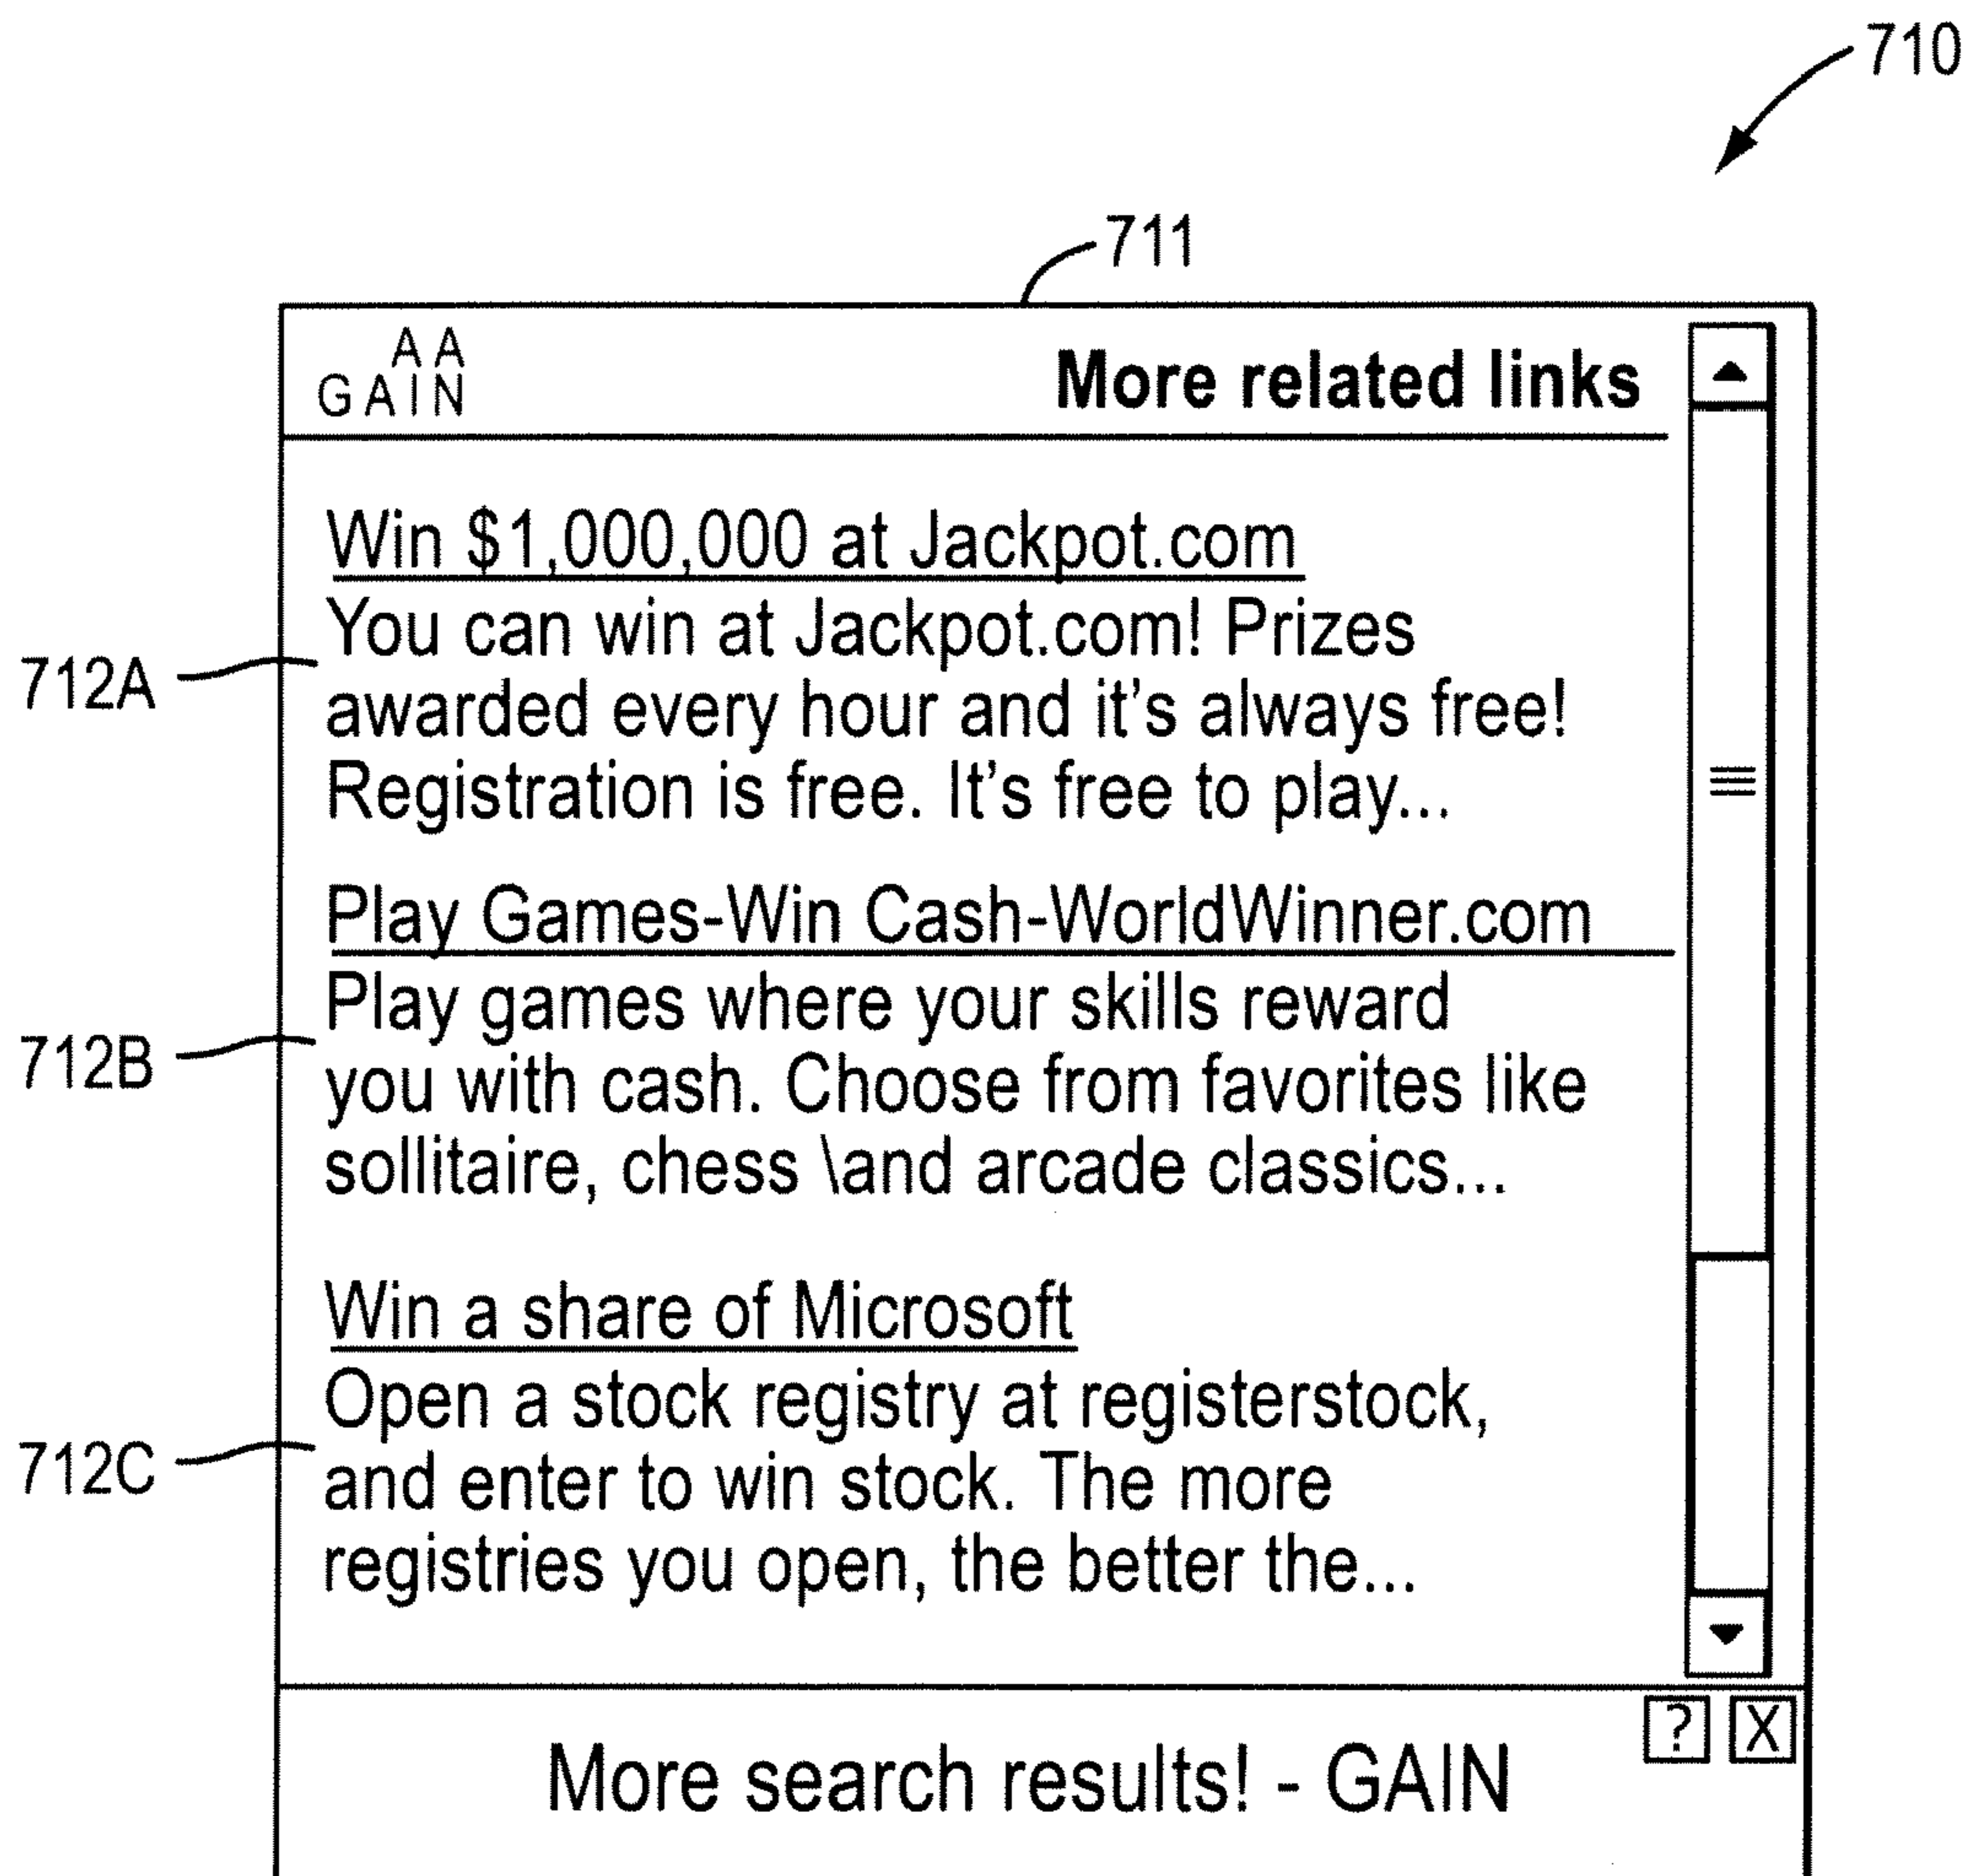 710
711
A A
GAIN
More related links
Win $1,000,000 at Jackpot.com
712A
You can win at Jackpot.com! Prizes
awarded every hour and it's always free!
Registration is free. It's free to play...
Play Games-Win Cash-WorldWinner.com
712B
Play games where your skills reward
you with cash. Choose from favorites like
sollitaire, chess \and arcade classics...
Win a share of Microsoft
712C
Open a stock registry at registerstock,
and enter to win stock. The more
registries you open, the better the...
? X
More search results! - GAIN